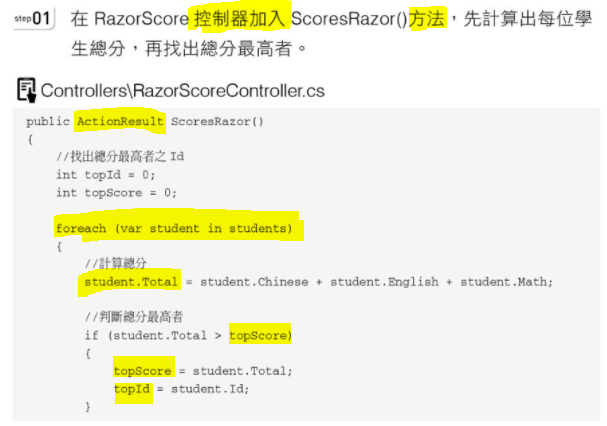 step 01 在 RazorScore 控制器加入 ScoresRazor()方法，先計算出每位學
生總分，再找出總分最高者。
Controllers\RazorScoreController.cs
public ActionResult ScoresRazor()
{
//找出總分最高者之 Id
int topId = 0;
int topScore = 0;
foreach (var student in students)
{
//計算總分
student.Total = student.Chinese + student.English + student.Math;
//判斷總分最高者
if (student.Total > topScore)
{
topScore = student.Total;
topId = student.Id;
}